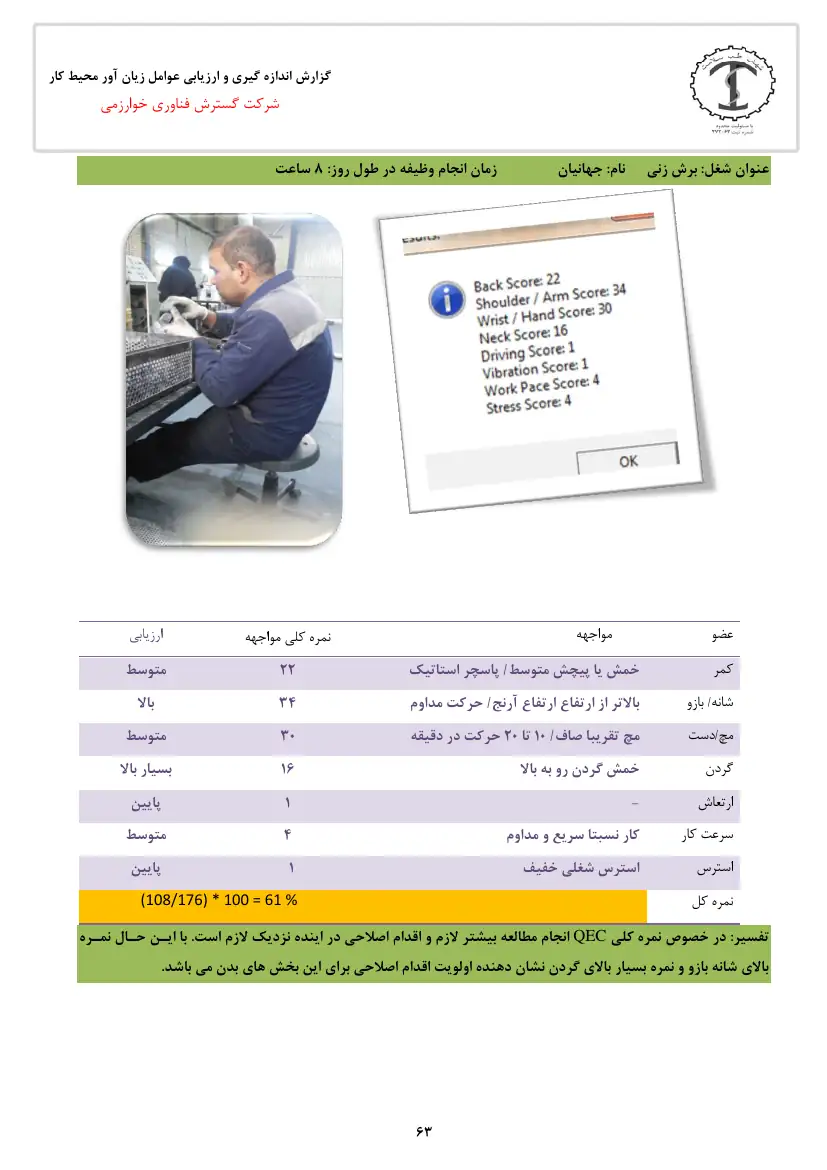 گزارش اندازه گیری و ارزیابی عوامل زیان آور محیط کار
شرکت گسترش فناوری خوارزمی
شهاب طب سلامت
با مسئولیت محدود
عنوان شغل: برش زنی نام: جهانیان زمان انجام وظیفه در طول روز: ۸ ساعت
Back Score: 22
Shoulder / Arm Score: 34
Wrist / Hand Score: 30
Neck Score: 16
Driving Score: 1
Vibration Score: 1
Work Pace Score: 4
Stress Score: 4
OK
عضو مواجهه نمره کلی مواجهه ارزیابی
کمر خمش یا پیچش متوسط/ پاسچر استاتیک ۲۲ متوسط
شانه/ بازو بالاتر از ارتفاع ارتفاع آرنج/ حرکت مداوم ۳۴ بالا
مچ/دست مچ تقریبا صاف/ ۱۰ تا ۲۰ حرکت در دقیقه ۳۰ متوسط
گردن خمش گردن رو به بالا ۱۶ بسیار بالا
ارتعاش - ۱ پایین
سرعت کار کار نسبتا سریع و مداوم ۴ متوسط
استرس استرس شغلی خفیف ۱ پایین
نمره کل (108/176) * 100 = 61 %
تفسیر: در خصوص نمره کلی QEC انجام مطالعه بیشتر لازم و اقدام اصلاحی در اینده نزدیک لازم است. با ایـن حـال نمـره
بالای شانه بازو و نمره بسیار بالای گردن نشان دهنده اولویت اقدام اصلاحی برای این بخش های بدن می باشد.
۶۳